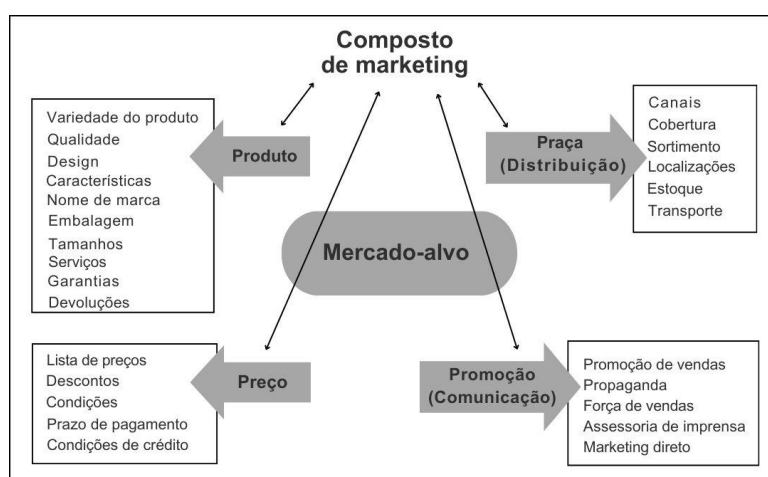 Composto
de marketing
Variedade do produto
Qualidade
Design
Características
Nome de marca
Embalagem
Tamanhos
Serviços
Garantias
Devoluções
Produto
Praça
(Distribuição)
Canais
Cobertura
Sortimento
Localizações
Estoque
Transporte
Mercado-alvo
Lista de preços
Descontos
Condições
Prazo de pagamento
Condições de crédito
Preço
Promoção
(Comunicação)
Promoção de vendas
Propaganda
Força de vendas
Assessoria de imprensa
Marketing direto